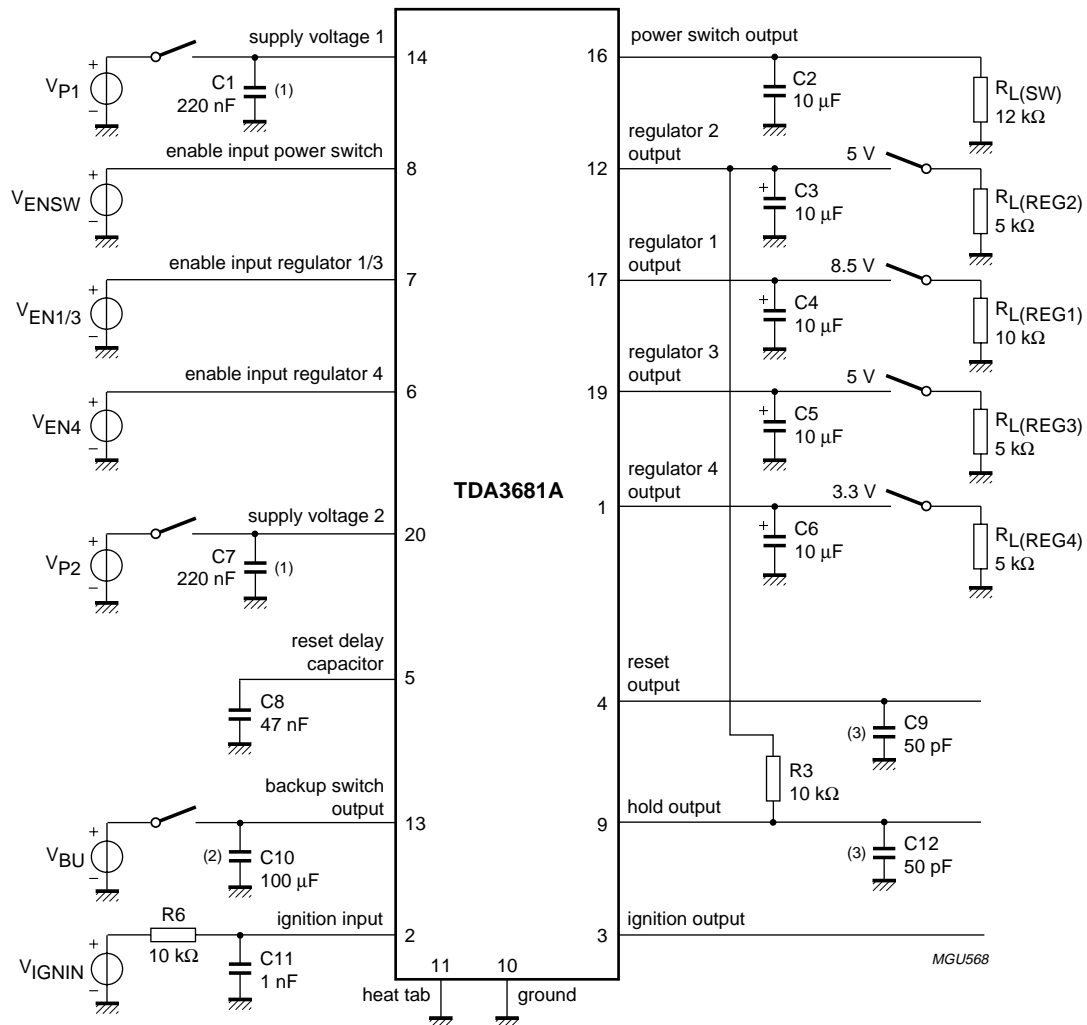 supply voltage 1
14
VP1
+
−
C1
220 nF
(1)
enable input power switch
8
VENSW
+
−
enable input regulator 1/3
7
VEN1/3
+
−
enable input regulator 4
6
VEN4
+
−
supply voltage 2
20
VP2
+
−
C7
220 nF
(1)
reset delay
capacitor
5
C8
47 nF
backup switch
output
13
VBU
+
−
(2)
C10
100 μF
R6
10 kΩ
ignition input
2
VIGNIN
+
−
C11
1 nF
TDA3681A
11
10
heat tab
ground
power switch output
16
C2
10 μF
RL(SW)
12 kΩ
regulator 2
output
12
5 V
+
C3
10 μF
RL(REG2)
5 kΩ
regulator 1
output
17
8.5 V
+
C4
10 μF
RL(REG1)
10 kΩ
regulator 3
output
19
5 V
+
C5
10 μF
RL(REG3)
5 kΩ
regulator 4
output
1
3.3 V
+
C6
10 μF
RL(REG4)
5 kΩ
reset
output
4
(3)
C9
50 pF
R3
10 kΩ
hold output
9
(3)
C12
50 pF
ignition output
3
MGU568